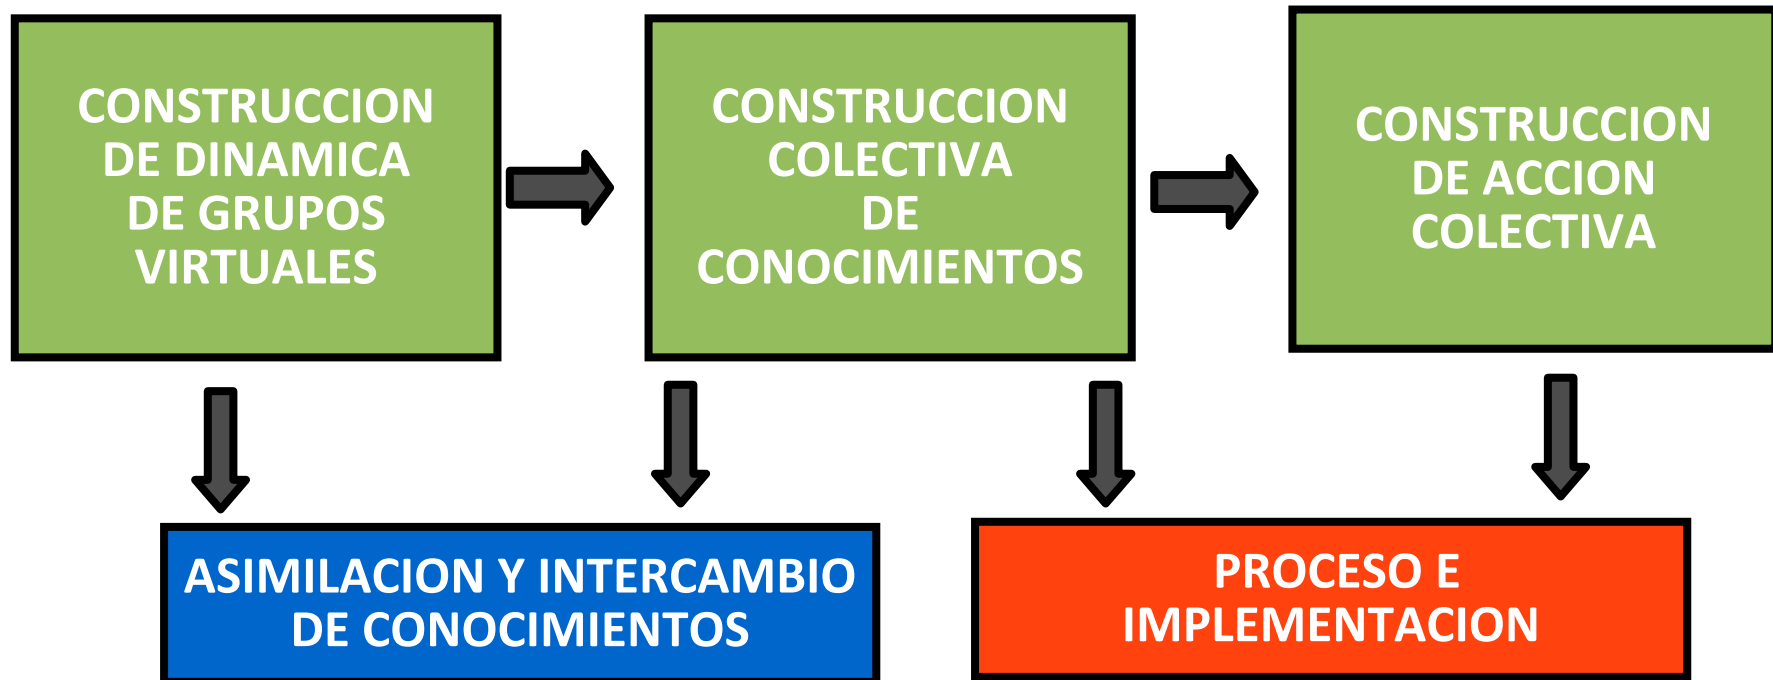 CONSTRUCCION
DE DINAMICA
DE GRUPOS
VIRTUALES
CONSTRUCCION
COLECTIVA
DE
CONOCIMIENTOS
CONSTRUCCION
DE ACCION
COLECTIVA
ASIMILACION Y INTERCAMBIO
DE CONOCIMIENTOS
PROCESO E
IMPLEMENTACION